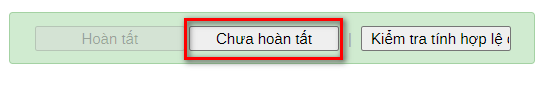 Hoàn tất Chưa hoàn tất | Kiểm tra tính hợp lệ